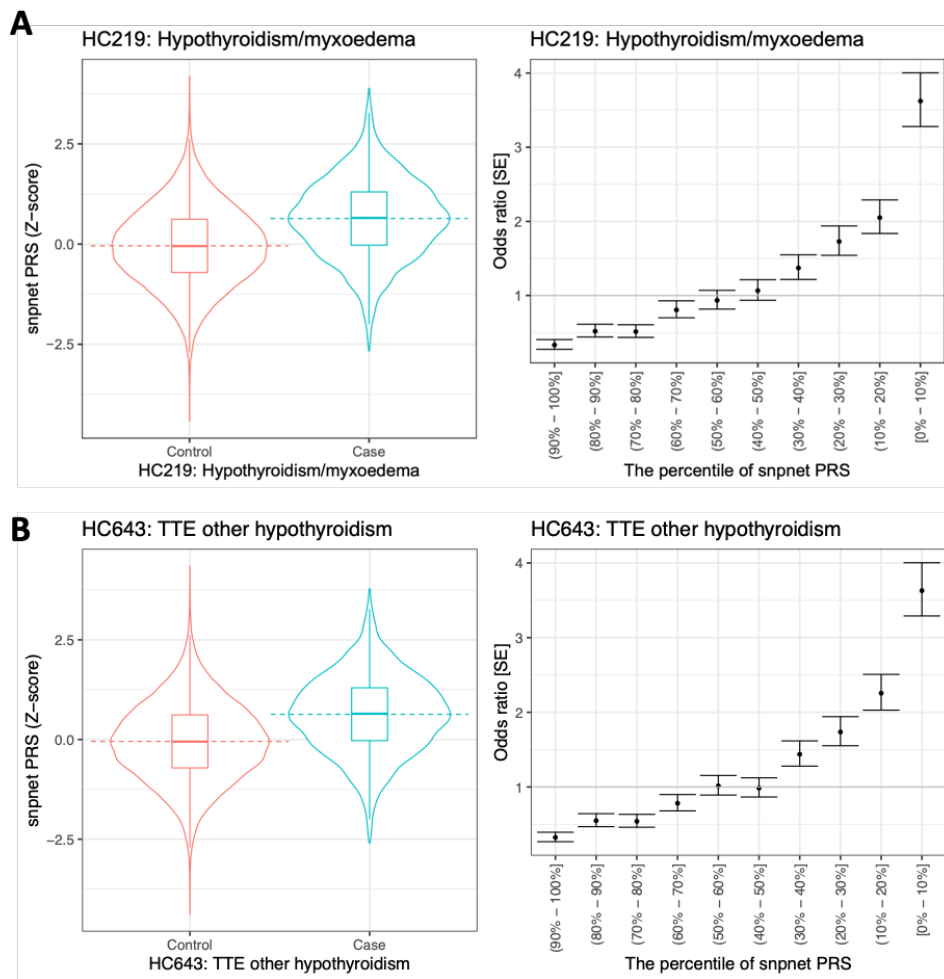 A
HC219: Hypothyroidism/myxoedema
snpnet PRS (Z−score)
2.5
0.0
−2.5
Control
Case
HC219: Hypothyroidism/myxoedema
HC219: Hypothyroidism/myxoedema
Odds ratio [SE]
4
3
2
1
(90% − 100%]
(80% − 90%]
(70% − 80%]
(60% − 70%]
(50% − 60%]
(40% − 50%]
(30% − 40%]
(20% − 30%]
(10% − 20%]
[0% − 10%]
The percentile of snpnet PRS
B
HC643: TTE other hypothyroidism
snpnet PRS (Z−score)
2.5
0.0
−2.5
Control
Case
HC643: TTE other hypothyroidism
HC643: TTE other hypothyroidism
Odds ratio [SE]
4
3
2
1
(90% − 100%]
(80% − 90%]
(70% − 80%]
(60% − 70%]
(50% − 60%]
(40% − 50%]
(30% − 40%]
(20% − 30%]
(10% − 20%]
[0% − 10%]
The percentile of snpnet PRS